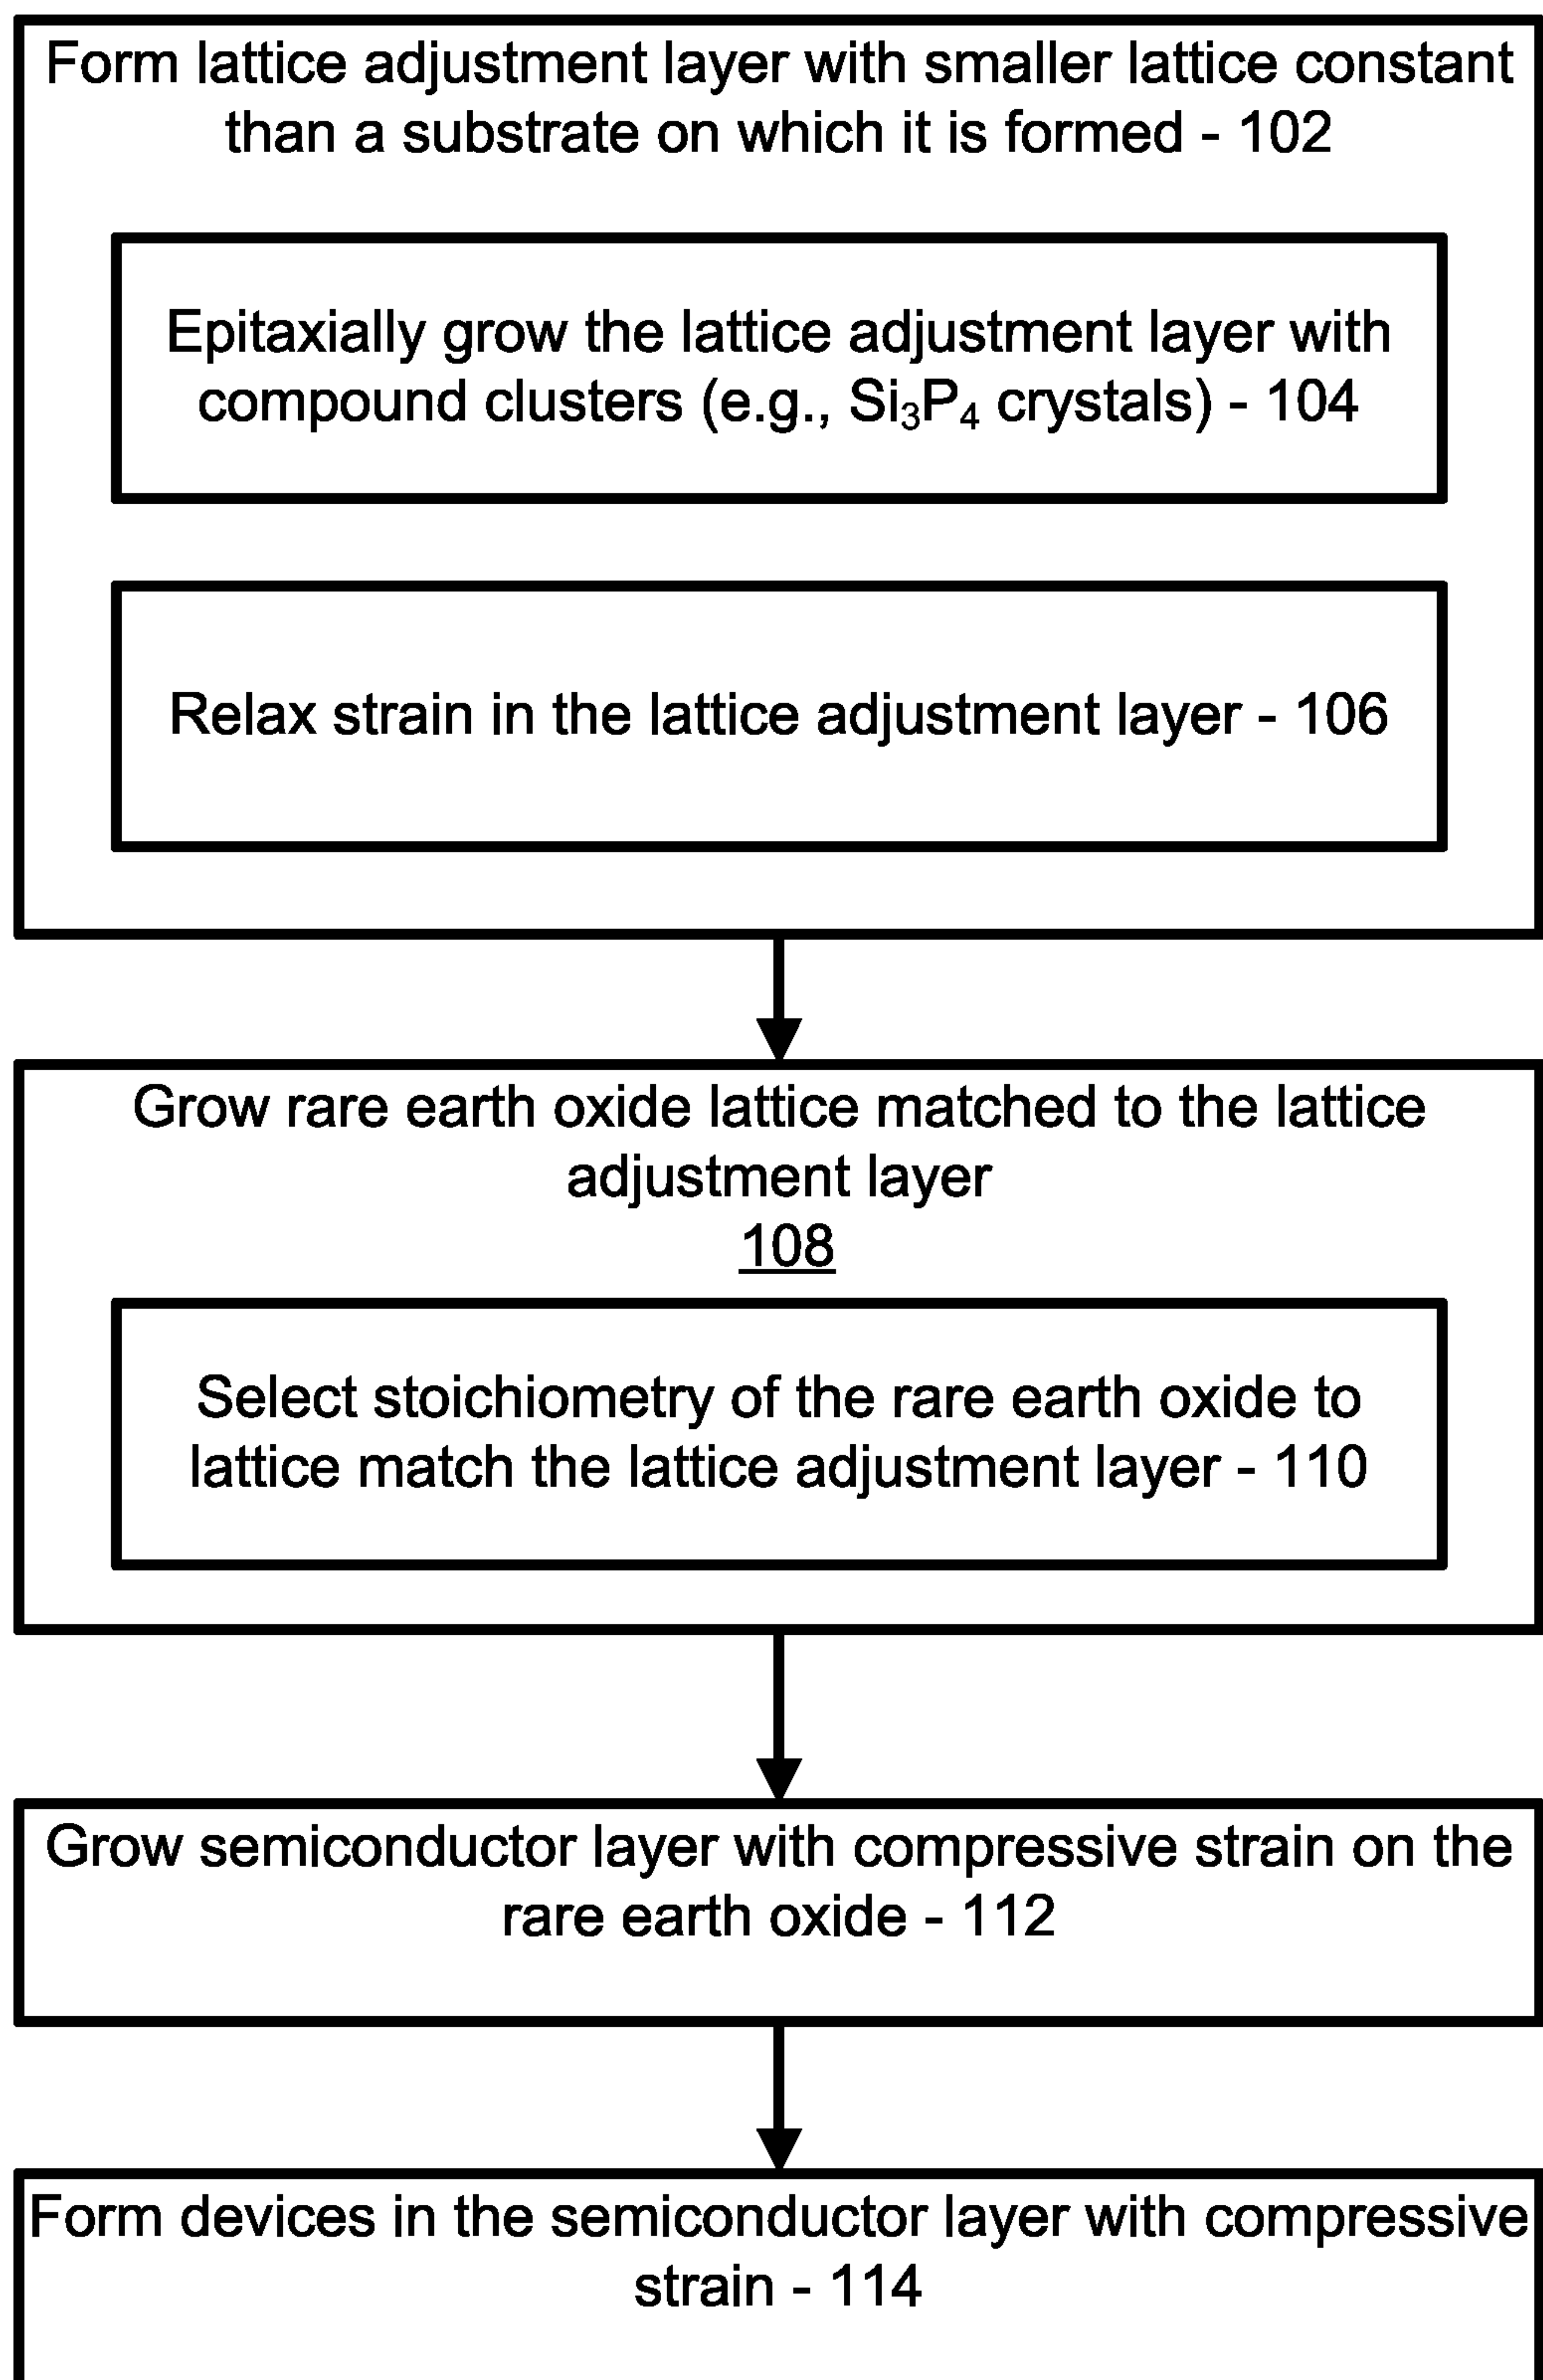 Form lattice adjustment layer with smaller lattice constant
than a substrate on which it is formed - 102
Epitaxially grow the lattice adjustment layer with
compound clusters (e.g., Si₃P₄ crystals) - 104
Relax strain in the lattice adjustment layer - 106
Grow rare earth oxide lattice matched to the lattice
adjustment layer
108
Select stoichiometry of the rare earth oxide to
lattice match the lattice adjustment layer - 110
Grow semiconductor layer with compressive strain on the
rare earth oxide - 112
Form devices in the semiconductor layer with compressive
strain - 114